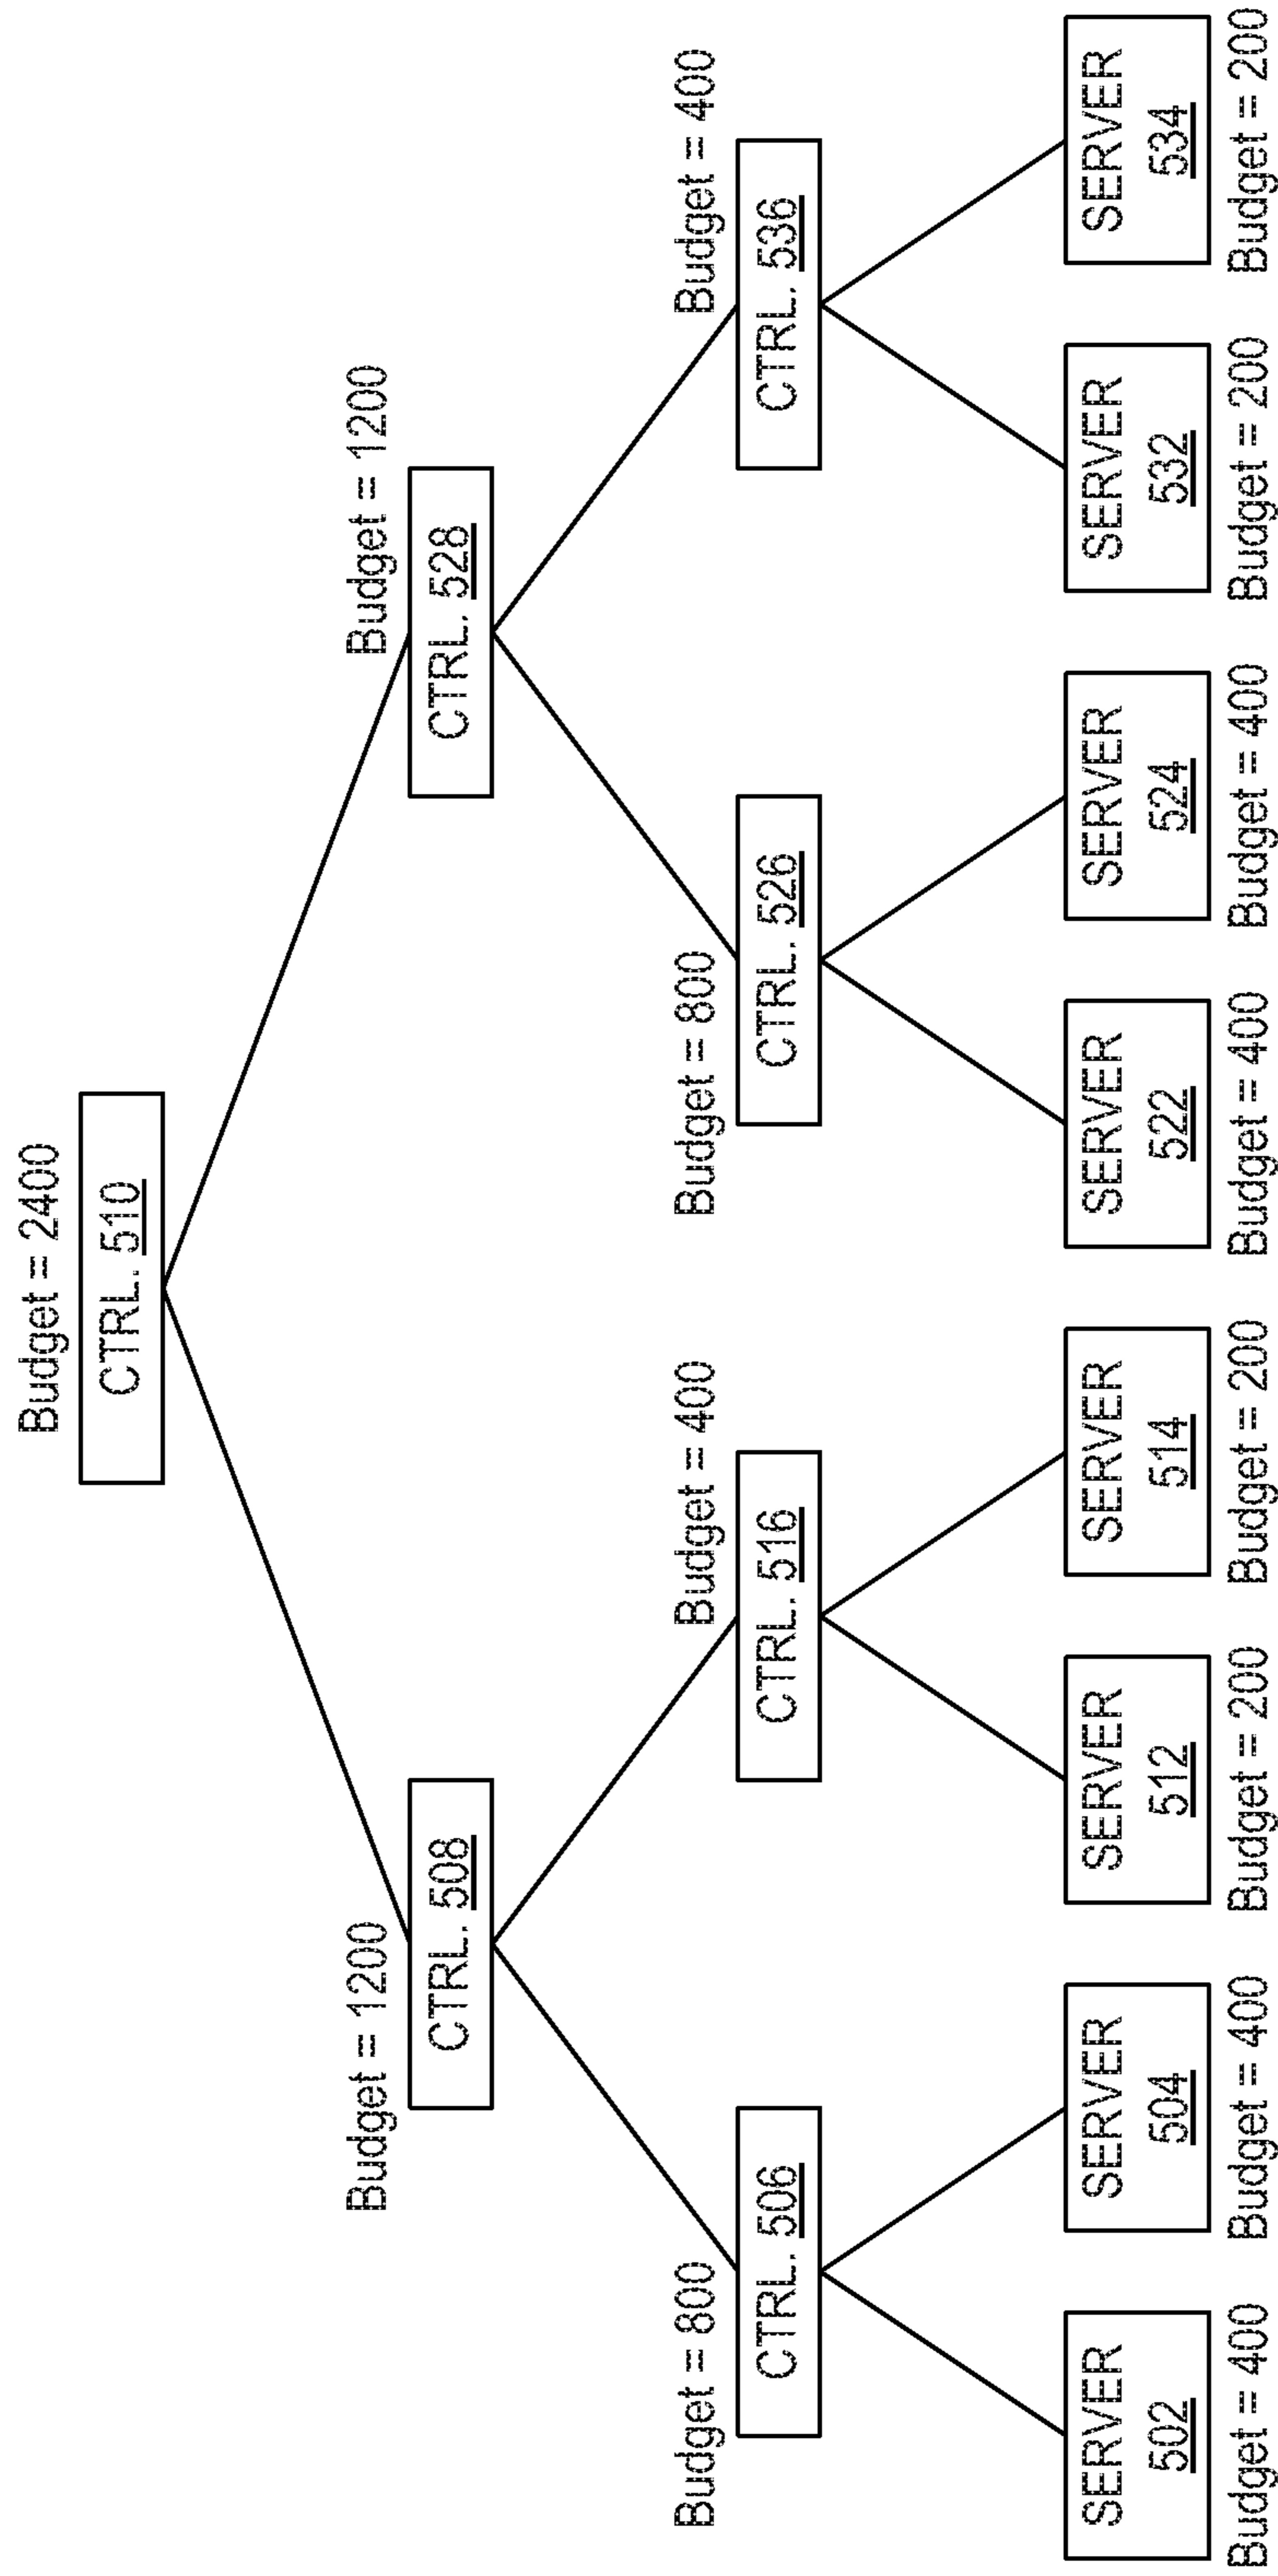 Budget = 2400
CTRL. 510
Budget = 1200
CTRL. 508
Budget = 1200
CTRL. 528
Budget = 800
CTRL. 506
Budget = 400
CTRL. 516
Budget = 800
CTRL. 526
Budget = 400
CTRL. 536
SERVER
502
Budget = 400
SERVER
504
Budget = 400
SERVER
512
Budget = 200
SERVER
514
Budget = 200
SERVER
522
Budget = 400
SERVER
524
Budget = 400
SERVER
532
Budget = 200
SERVER
534
Budget = 200